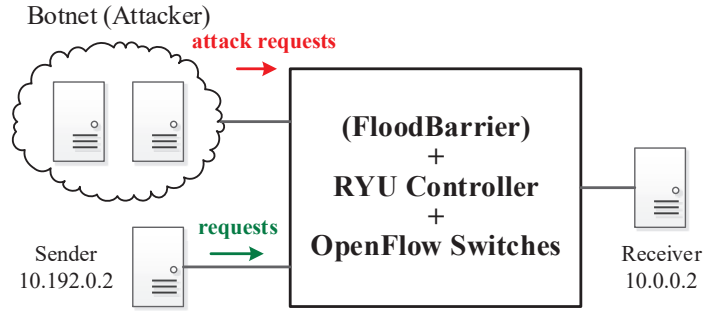 Botnet (Attacker)
attack requests
(FloodBarrier)
+
RYU Controller
+
OpenFlow Switches
requests
Sender
10.192.0.2
Receiver
10.0.0.2